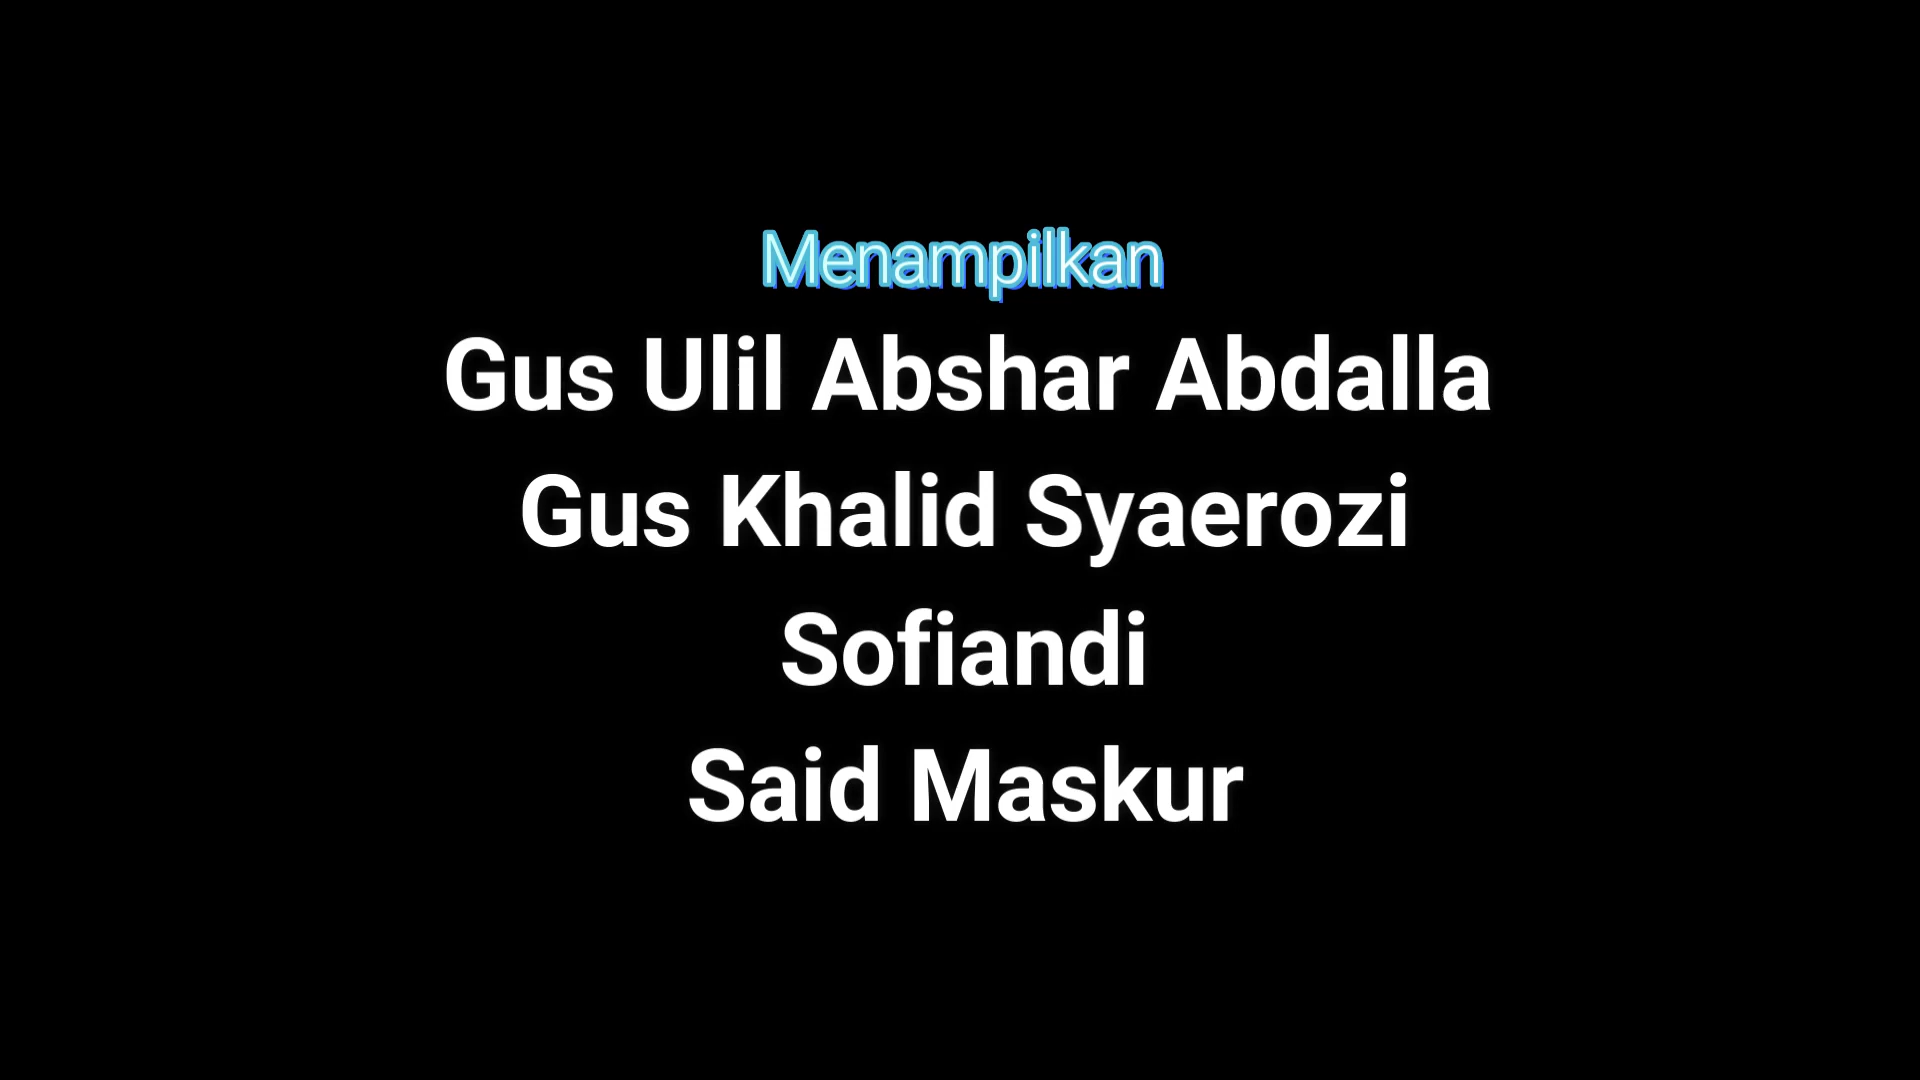 Menampilkan
Gus Ulil Abshar Abdalla
Gus Khalid Syaerozi
Sofiandi
Said Maskur